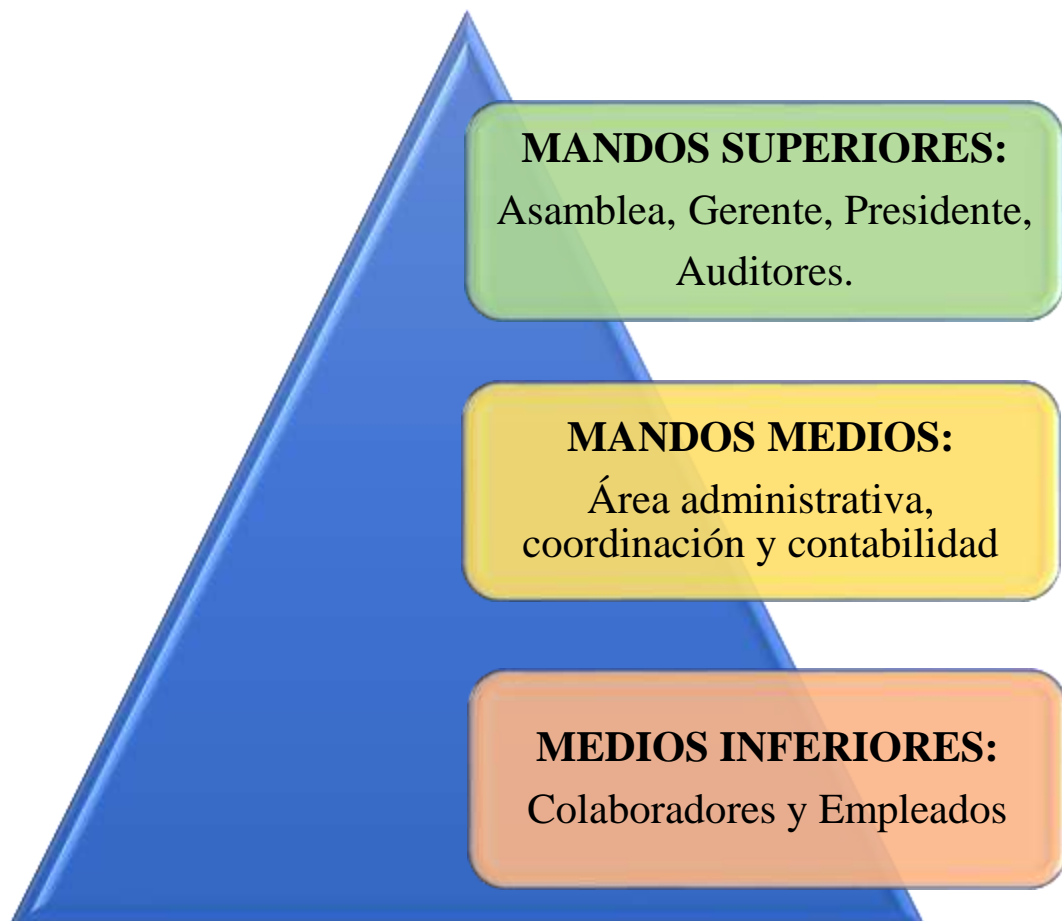 MANDOS SUPERIORES:
Asamblea, Gerente, Presidente,
Auditores.
MANDOS MEDIOS:
Área administrativa,
coordinación y contabilidad
MEDIOS INFERIORES:
Colaboradores y Empleados